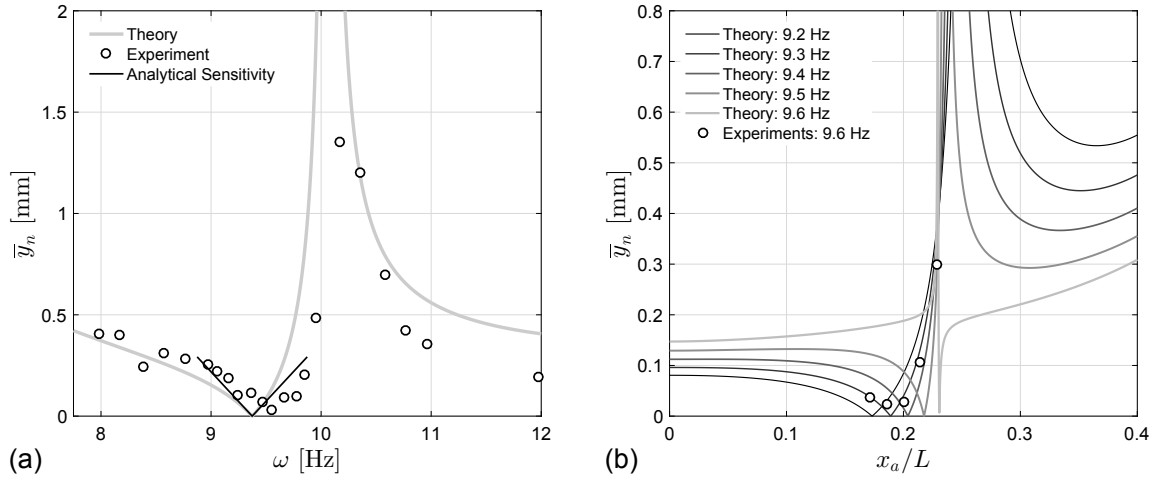 2
1.5
1
0.5
0
8
9
10
11
12
Theory
Experiment
Analytical Sensitivity
y̅ₙ [mm]
ω [Hz]
(a)
0.8
0.7
0.6
0.5
0.4
0.3
0.2
0.1
0
0
0.1
0.2
0.3
0.4
Theory: 9.2 Hz
Theory: 9.3 Hz
Theory: 9.4 Hz
Theory: 9.5 Hz
Theory: 9.6 Hz
Experiments: 9.6 Hz
y̅ₙ [mm]
xₐ/L
(b)